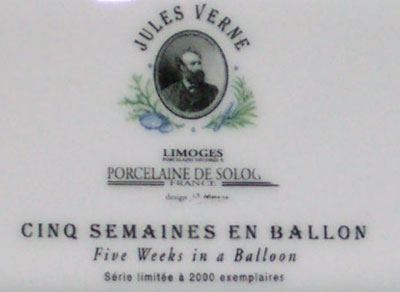 JULES VERNE
LIMOGES
PORCELAINE DE SOLOG
FRANCE
design
CINQ SEMAINES EN BALLON
Five Weeks in a Balloon
Série limitée à 2000 exemplaires